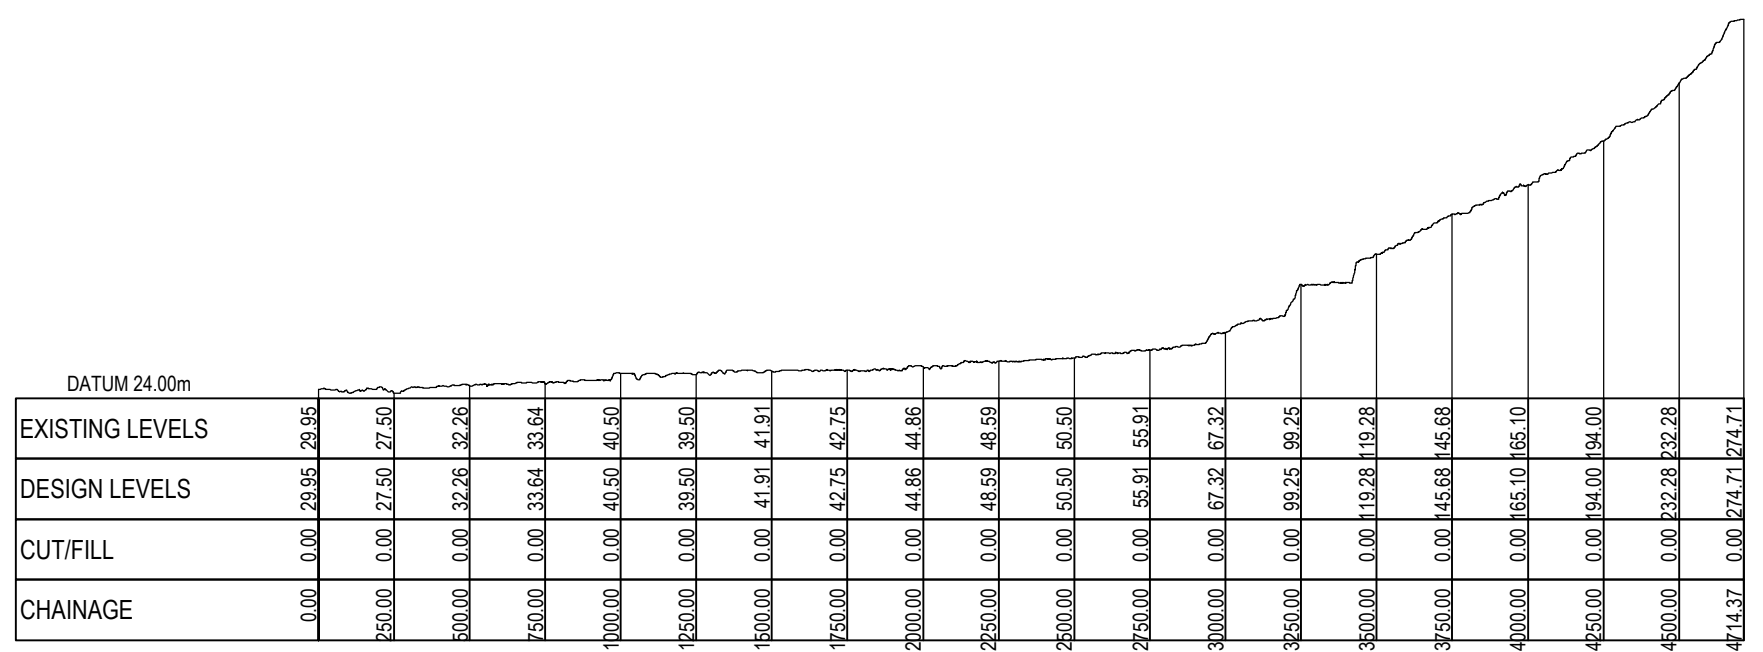 DATUM 24.00m
EXISTING LEVELS 29.95 27.50 32.26 33.64 40.50 39.50 41.91 42.75 44.86 48.59 50.50 55.91 67.32 99.25 119.28 145.68 165.10 194.00 232.28 274.71
DESIGN LEVELS 29.95 27.50 32.26 33.64 40.50 39.50 41.91 42.75 44.86 48.59 50.50 55.91 67.32 99.25 119.28 145.68 165.10 194.00 232.28 274.71
CUT/FILL 0.00 0.00 0.00 0.00 0.00 0.00 0.00 0.00 0.00 0.00 0.00 0.00 0.00 0.00 0.00 0.00 0.00 0.00 0.00 0.00
CHAINAGE 0.00 250.00 500.00 750.00 1000.00 1250.00 1500.00 1750.00 2000.00 2250.00 2500.00 2750.00 3000.00 3250.00 3500.00 3750.00 4000.00 4250.00 4500.00 4714.37